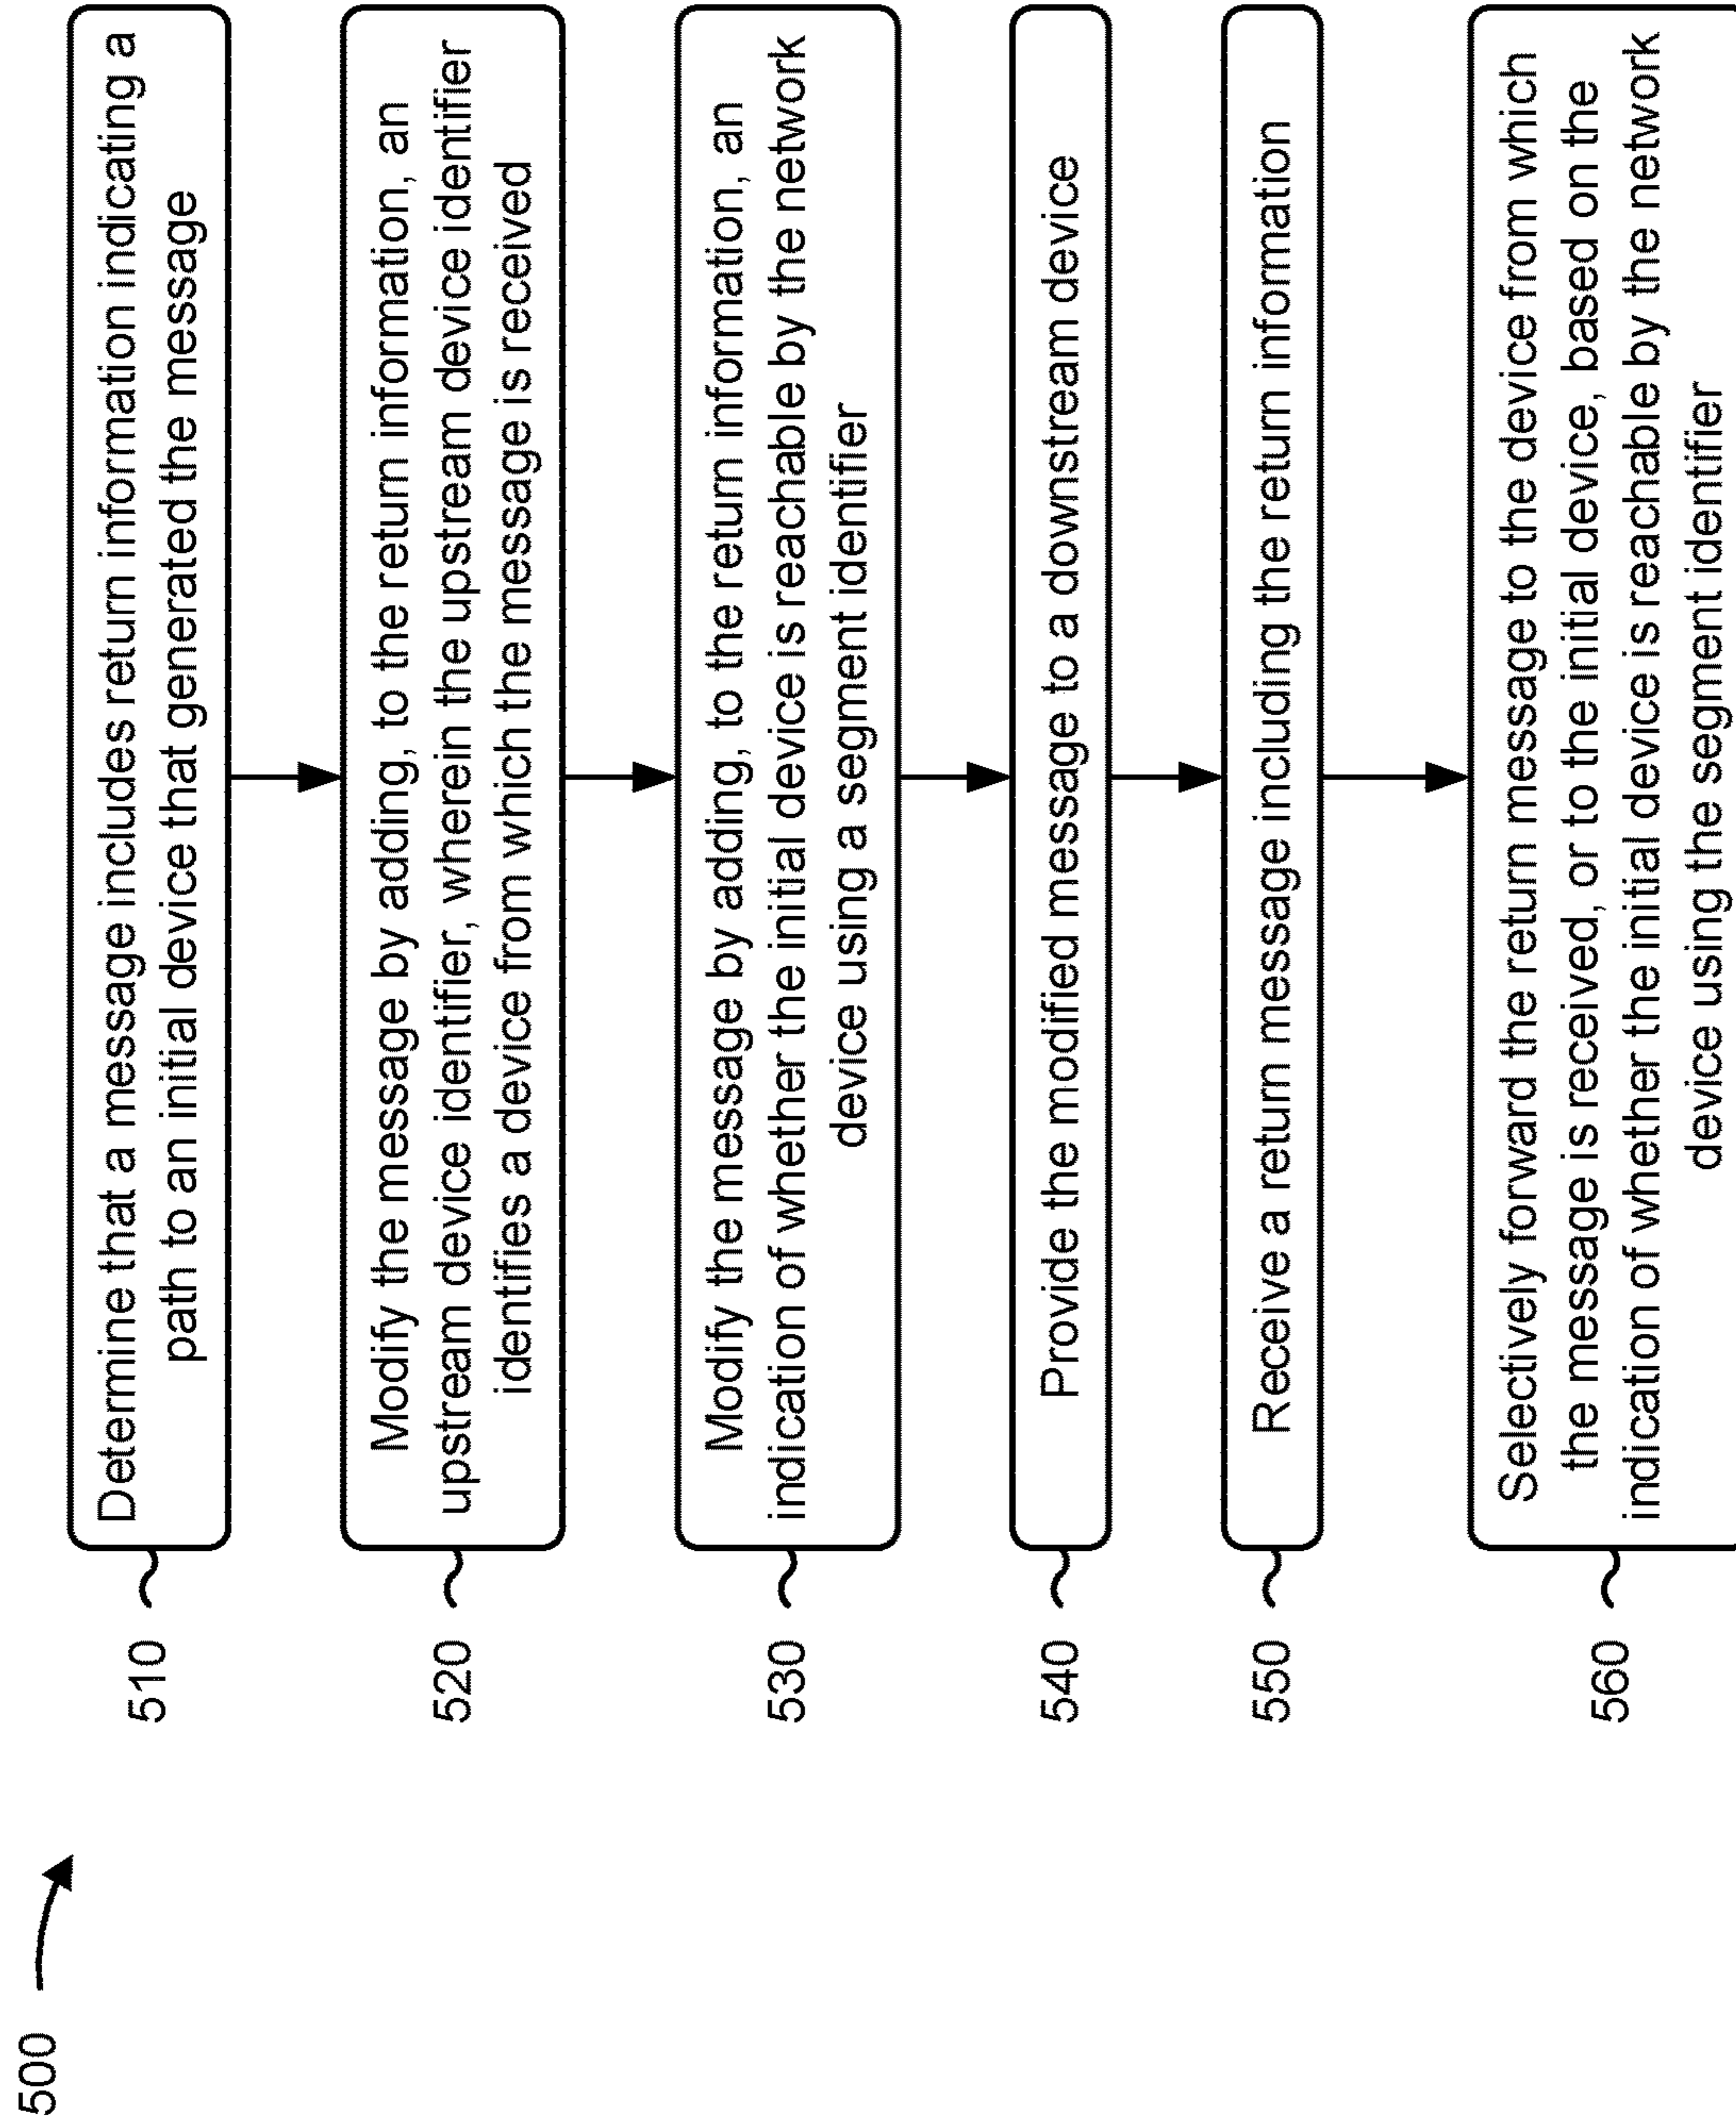 500
510
Determine that a message includes return information indicating a
path to an initial device that generated the message
520
Modify the message by adding, to the return information, an
upstream device identifier, wherein the upstream device identifier
identifies a device from which the message is received
530
Modify the message by adding, to the return information, an
indication of whether the initial device is reachable by the network
device using a segment identifier
540
Provide the modified message to a downstream device
550
Receive a return message including the return information
560
Selectively forward the return message to the device from which
the message is received, or to the initial device, based on the
indication of whether the initial device is reachable by the network
device using the segment identifier